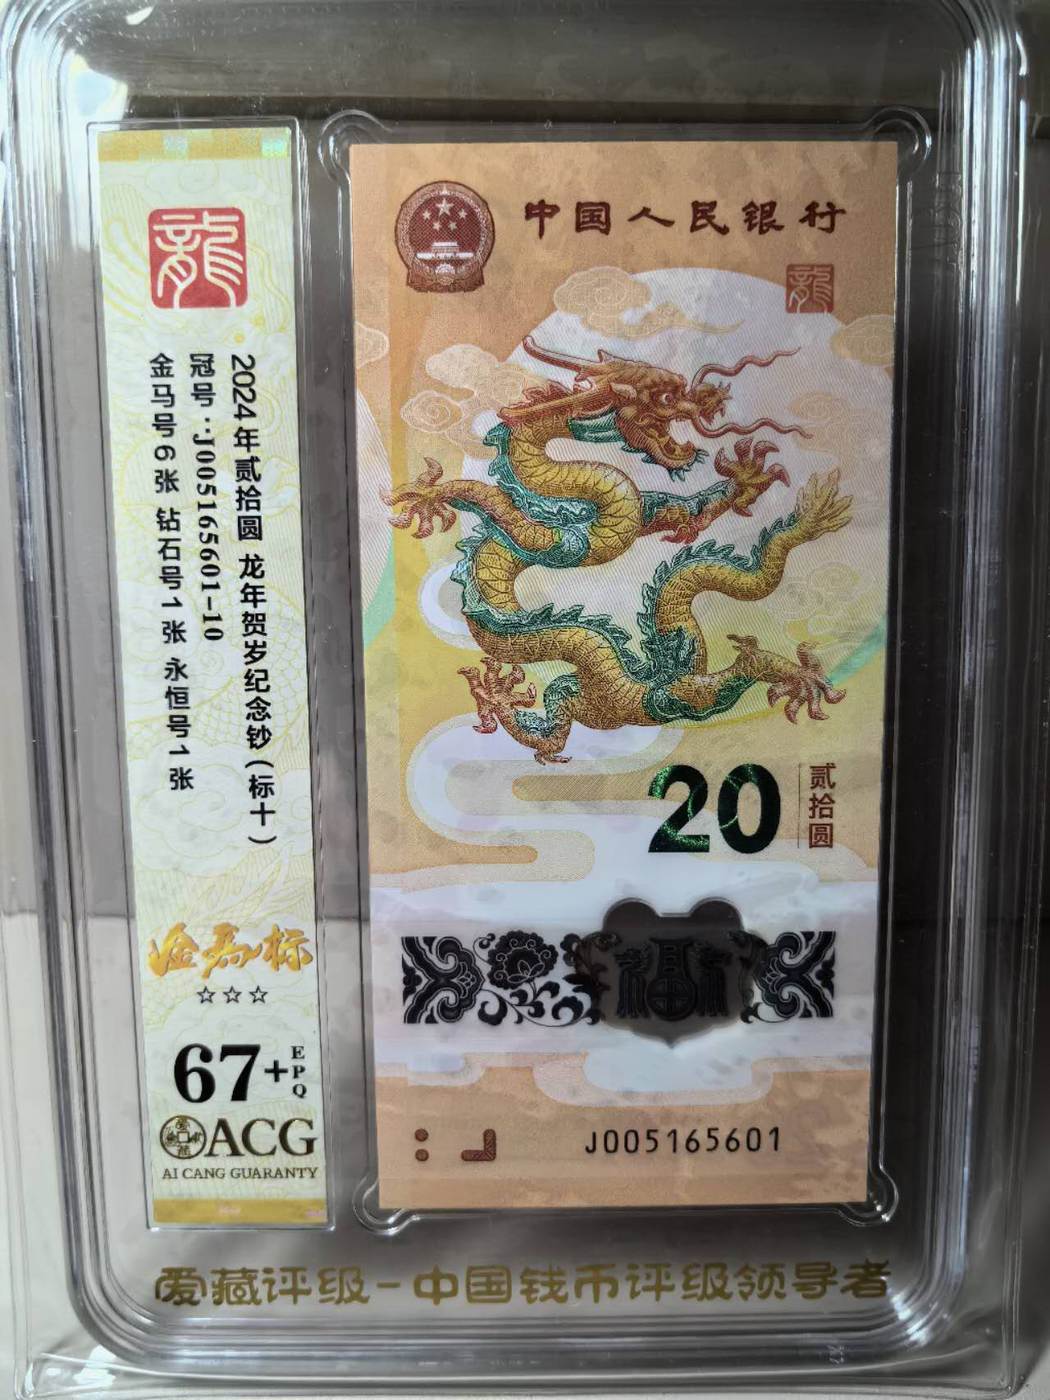 龍
2024年贰拾圆 龙年贺岁纪念钞(标十)
冠号:J005165601-10
金马号6张 钻石号1张 永恒号1张
金马标
☆☆☆
67+
EPQ
ACG
AI CANG GUARANTY
中国人民银行
龍
20
贰拾圆
福
J005165601
爱藏评级-中国钱币评级领导者